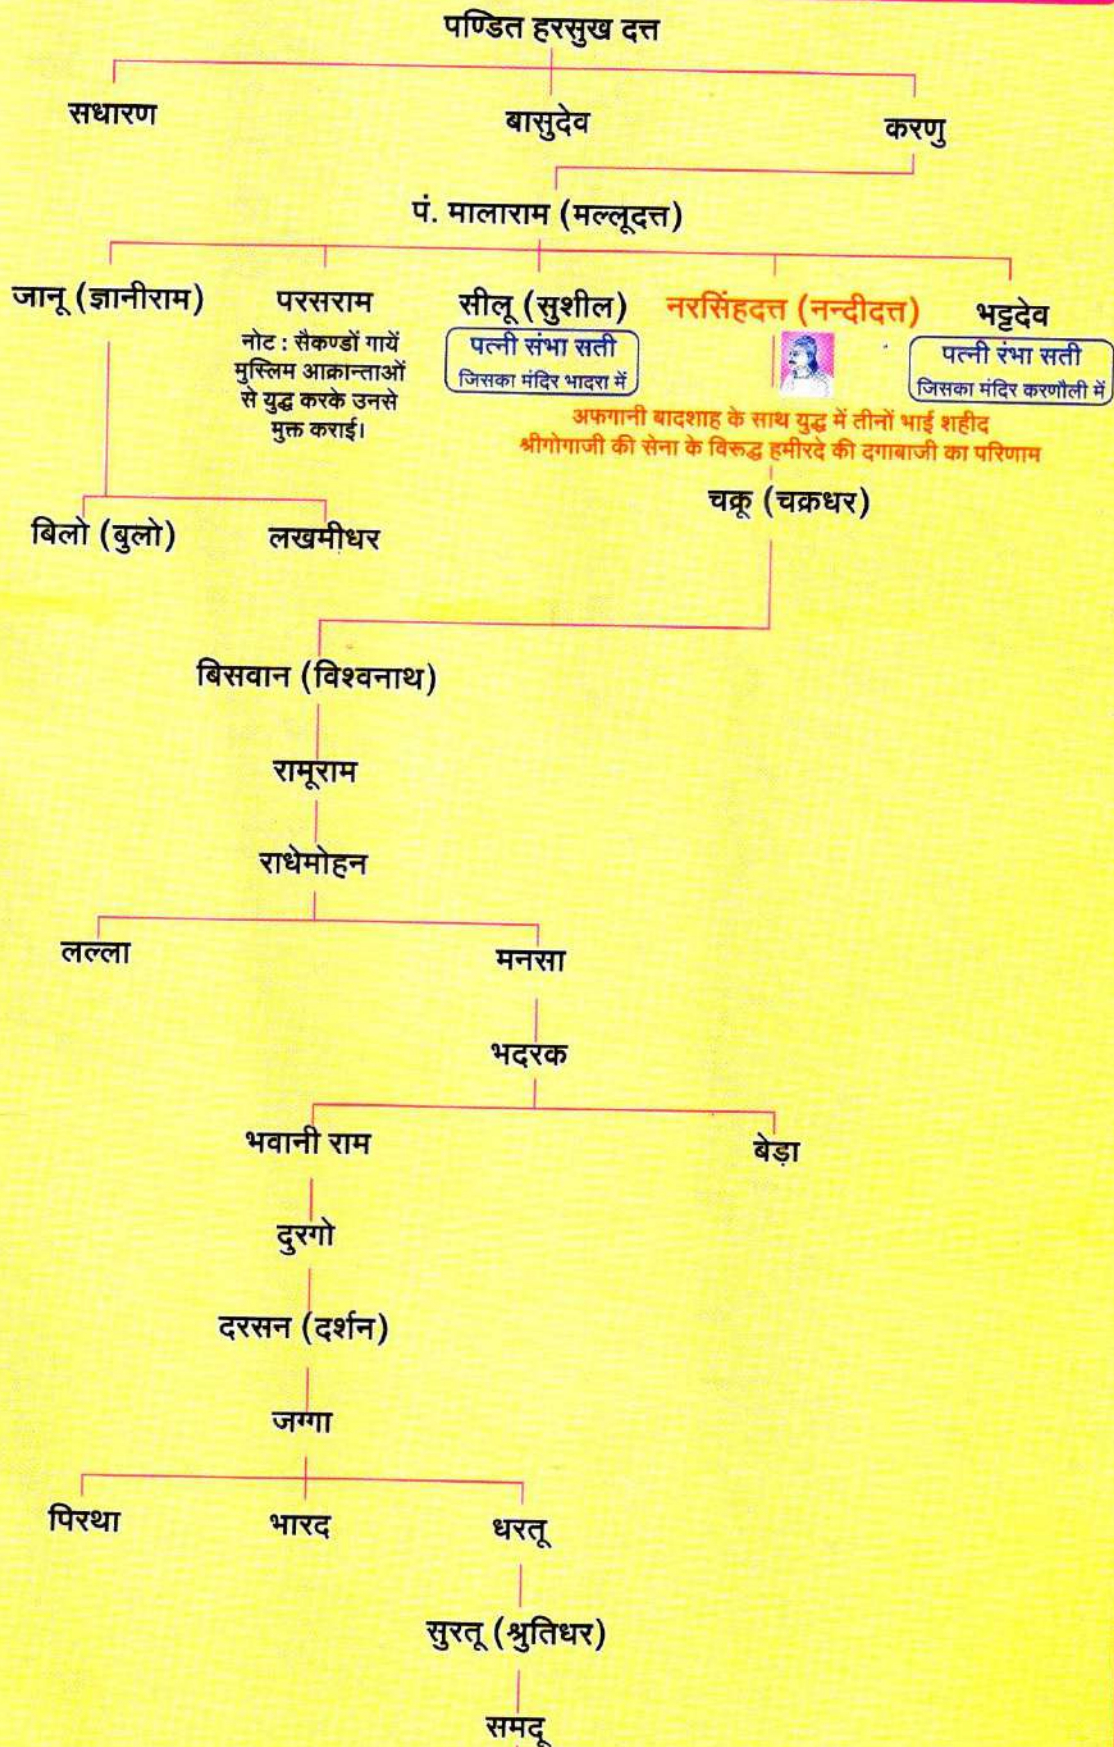 पण्डित हरसुख दत्त
सधारण
बासुदेव
करणु
पं. मालाराम (मल्लूदत्त)
जानू (ज्ञानीराम)
परसराम
सीलू (सुशील)
नरसिंहदत्त (नन्दीदत्त)
भट्टदेव
नोट : सैकण्डों गायें
मुस्लिम आक्रान्ताओं
से युद्ध करके उनसे
मुक्त कराई।
पत्नी संभा सती
जिसका मंदिर भादरा में
पत्नी रंभा सती
जिसका मंदिर करणौली में
अफगानी बादशाह के साथ युद्ध में तीनों भाई शहीद
श्रीगोगाजी की सेना के विरूद्ध हमीरदे की दगाबाजी का परिणाम
चक्रू (चक्रधर)
बिलो (बुलो)
लखमीधर
बिसवान (विश्वनाथ)
रामूराम
राधेमोहन
लल्ला
मनसा
भदरक
भवानी राम
बेड़ा
दुरगो
दरसन (दर्शन)
जग्गा
पिरथा
भारद
धरतू
सुरतू (श्रुतिधर)
समदू